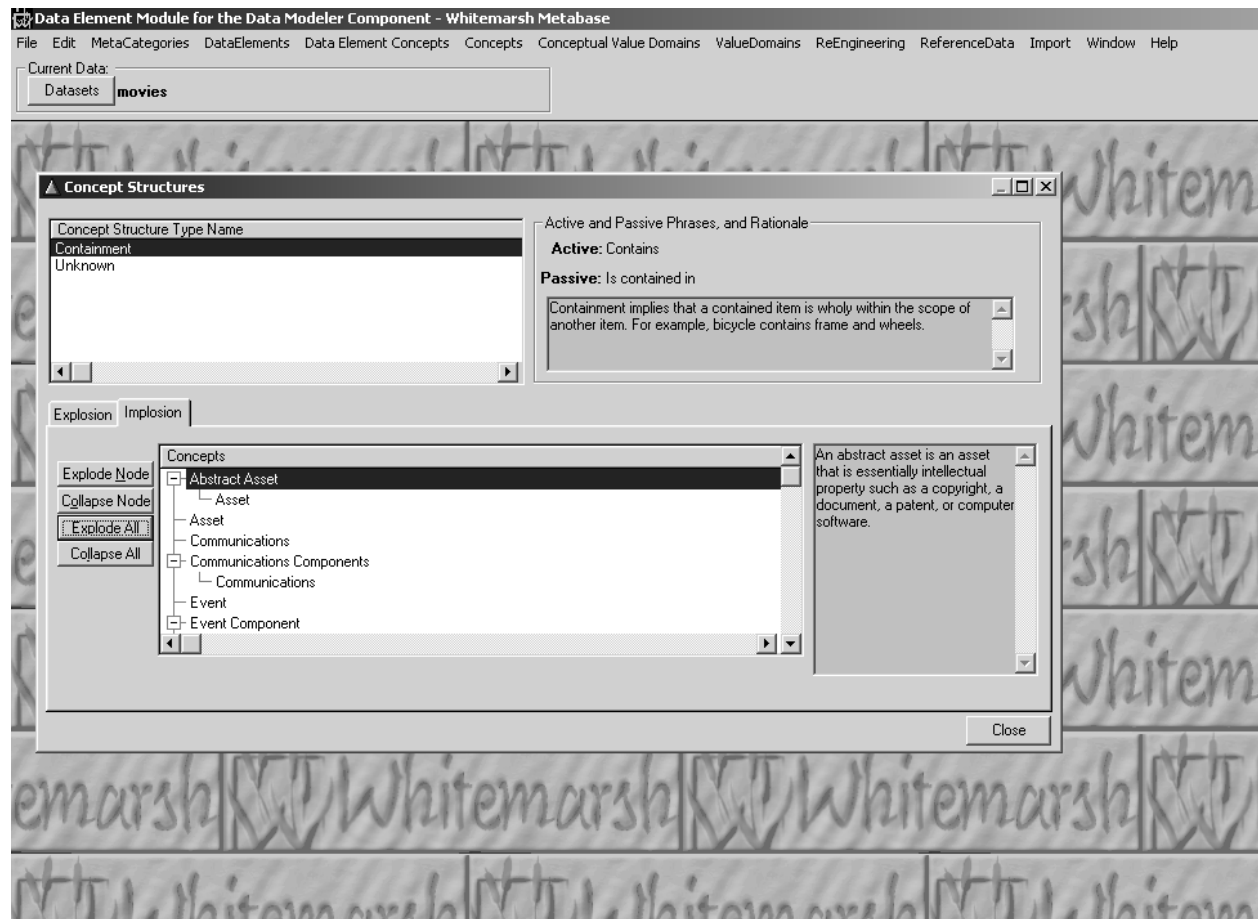 Data Element Module for the Data Modeler Component - Whitemarsh Metabase
File Edit MetaCategories DataElements Data Element Concepts Concepts Conceptual Value Domains ValueDomains ReEngineering ReferenceData Import Window Help
Current Data:
Datasets movies
Concept Structures
Concept Structure Type Name
Containment
Unknown
Active and Passive Phrases, and Rationale
Active: Contains
Passive: Is contained in
Containment implies that a contained item is wholy within the scope of
another item. For example, bicycle contains frame and wheels.
Explosion Implosion
Explode Node
Collapse Node
Explode All
Collapse All
Concepts
Abstract Asset
Asset
Asset
Communications
Communications Components
Communications
Event
Event Component
An abstract asset is an asset
that is essentially intellectual
property such as a copyright, a
document, a patent, or computer
software.
Close
Whitemarsh
Whitemarsh